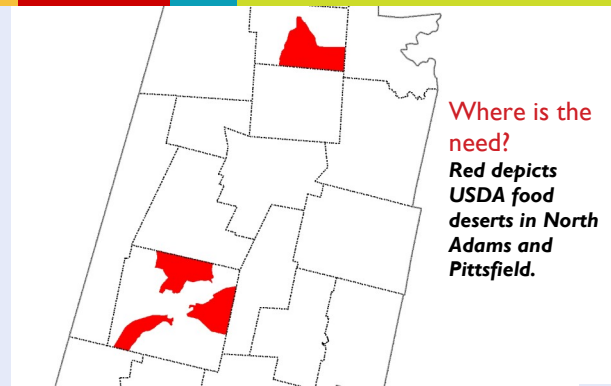 Where is the
need?
Red depicts
USDA food
deserts in North
Adams and
Pittsfield.